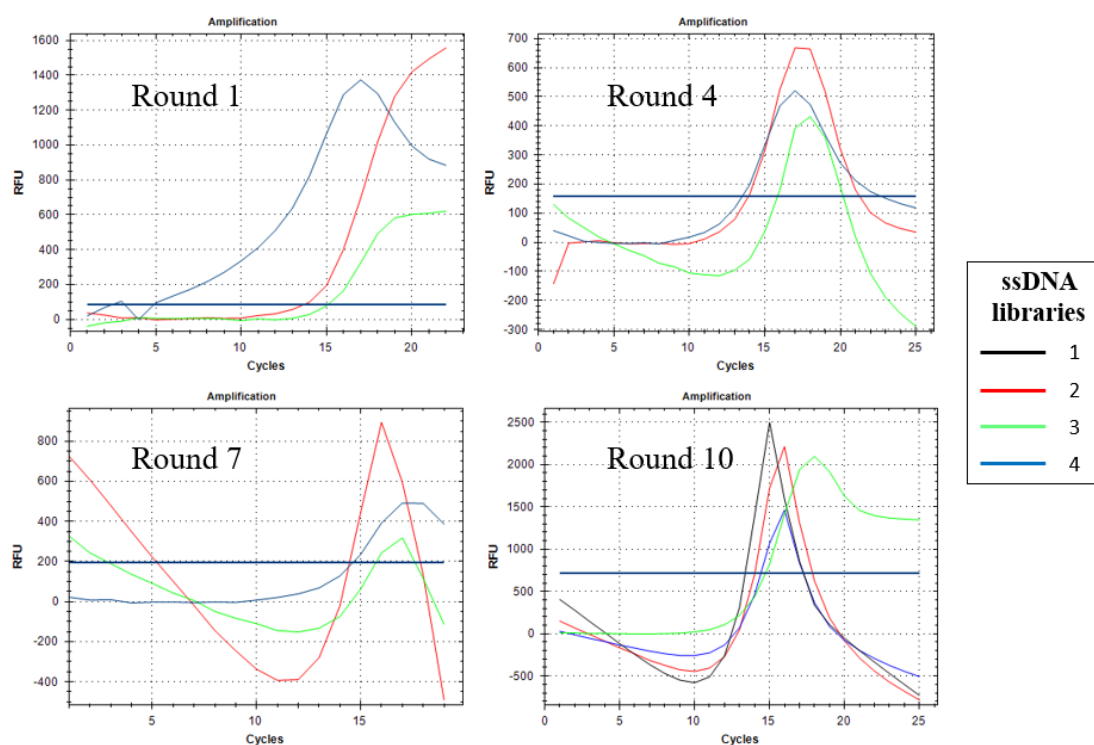 Amplification
1600
1400
1200
1000
800
600
400
200
0
RFU
Round 1
0 5 10 15 20
Cycles
Amplification
700
600
500
400
300
200
100
0
-100
-200
-300
RFU
Round 4
0 5 10 15 20 25
Cycles
Amplification
800
600
400
200
0
-200
-400
RFU
Round 7
5 10 15
Cycles
Amplification
2500
2000
1500
1000
500
0
-500
RFU
Round 10
0 5 10 15 20 25
Cycles
ssDNA
libraries
1
2
3
4